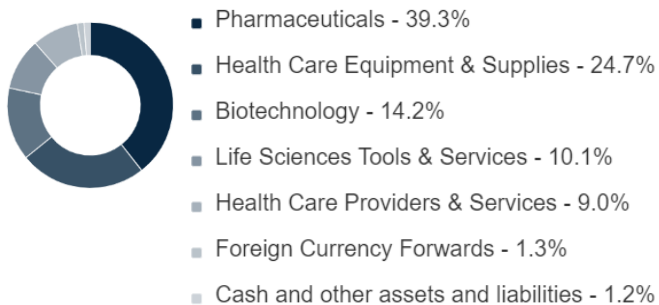 Pharmaceuticals - 39.3%
Health Care Equipment & Supplies - 24.7%
Biotechnology - 14.2%
Life Sciences Tools & Services - 10.1%
Health Care Providers & Services - 9.0%
Foreign Currency Forwards - 1.3%
Cash and other assets and liabilities - 1.2%